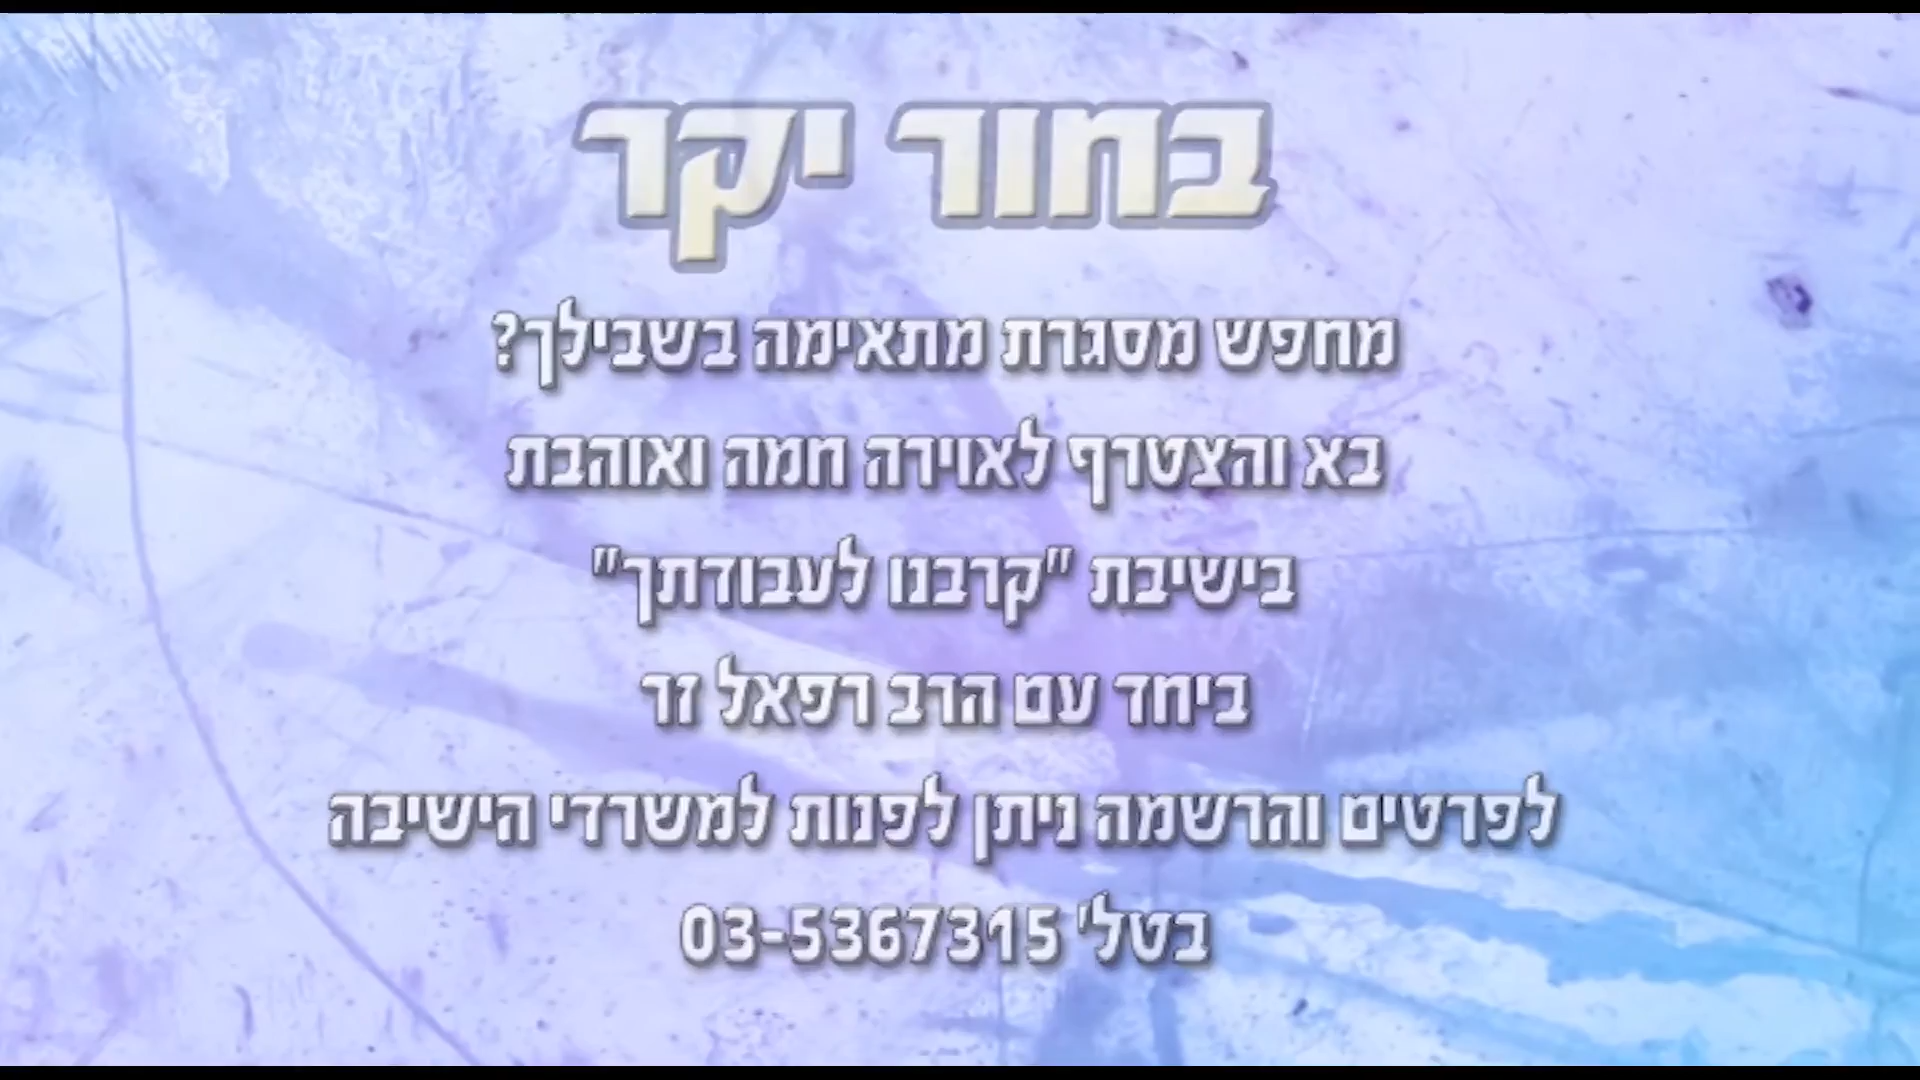 בחור יקר
מחפש מסגרת מתאימה בשבילך?
בא והצטרף לאוירה חמה ואוהבת
בישיבת "קרבנו לעבודתך"
ביחד עם הרב רפאל זר
לפרטים והרשמה ניתן לפנות למשרדי הישיבה
בטל' 03-5367315